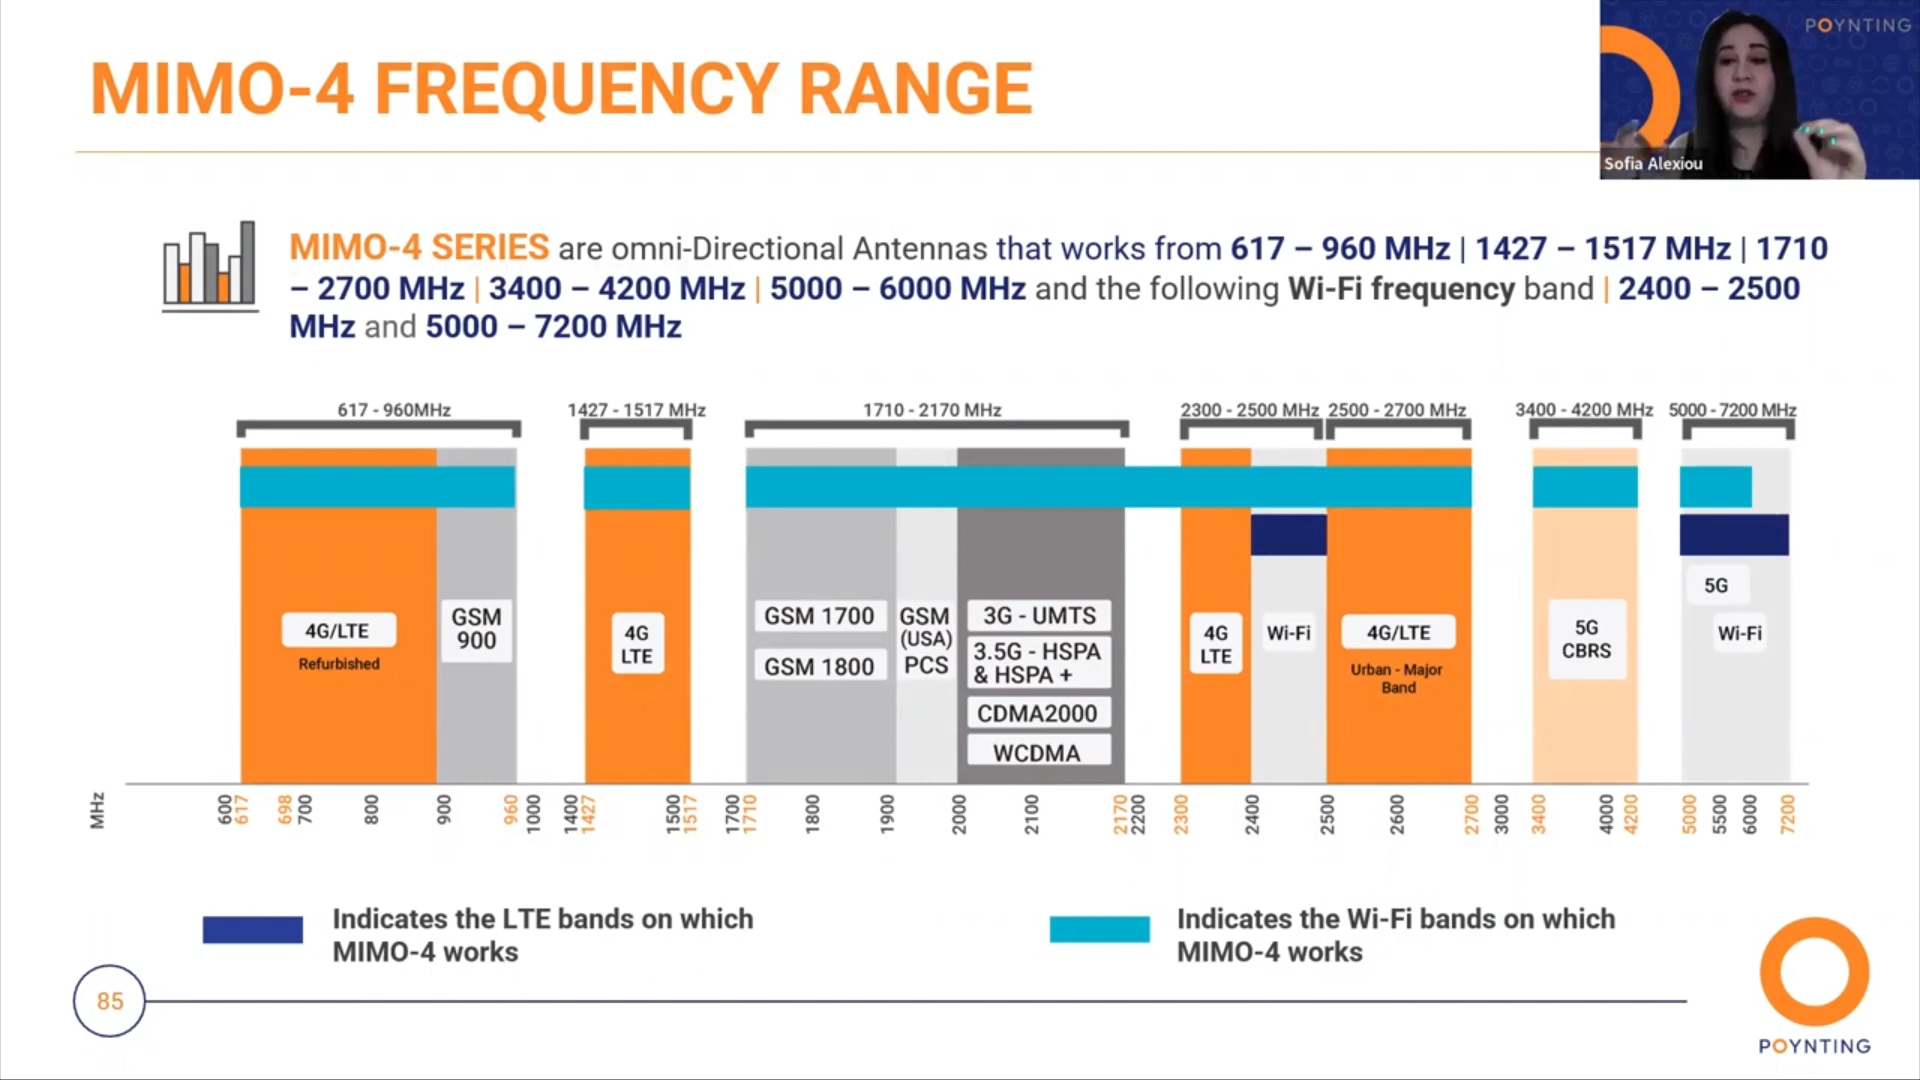 MIMO-4 FREQUENCY RANGE
POYNTING
Sofia Alexiou
MIMO-4 SERIES are omni-Directional Antennas that works from 617 – 960 MHz | 1427 – 1517 MHz | 1710
– 2700 MHz | 3400 – 4200 MHz | 5000 – 6000 MHz and the following Wi-Fi frequency band | 2400 – 2500
MHz and 5000 – 7200 MHz
617 - 960MHz
1427 - 1517 MHz
1710 - 2170 MHz
2300 - 2500 MHz
2500 - 2700 MHz
3400 - 4200 MHz
5000 - 7200 MHz
4G/LTE
Refurbished
GSM
900
4G
LTE
GSM 1700
GSM 1800
GSM
(USA)
PCS
3G - UMTS
3.5G - HSPA
& HSPA +
CDMA2000
WCDMA
4G
LTE
Wi-Fi
4G/LTE
Urban - Major
Band
5G
CBRS
5G
Wi-Fi
MHz
600
617
698
700
800
900
960
1000
1400
1427
1500
1517
1700
1710
1800
1900
2000
2100
2170
2200
2300
2400
2500
2600
2700
3000
3400
4000
4200
5000
5500
6000
7200
Indicates the LTE bands on which
MIMO-4 works
Indicates the Wi-Fi bands on which
MIMO-4 works
85
POYNTING